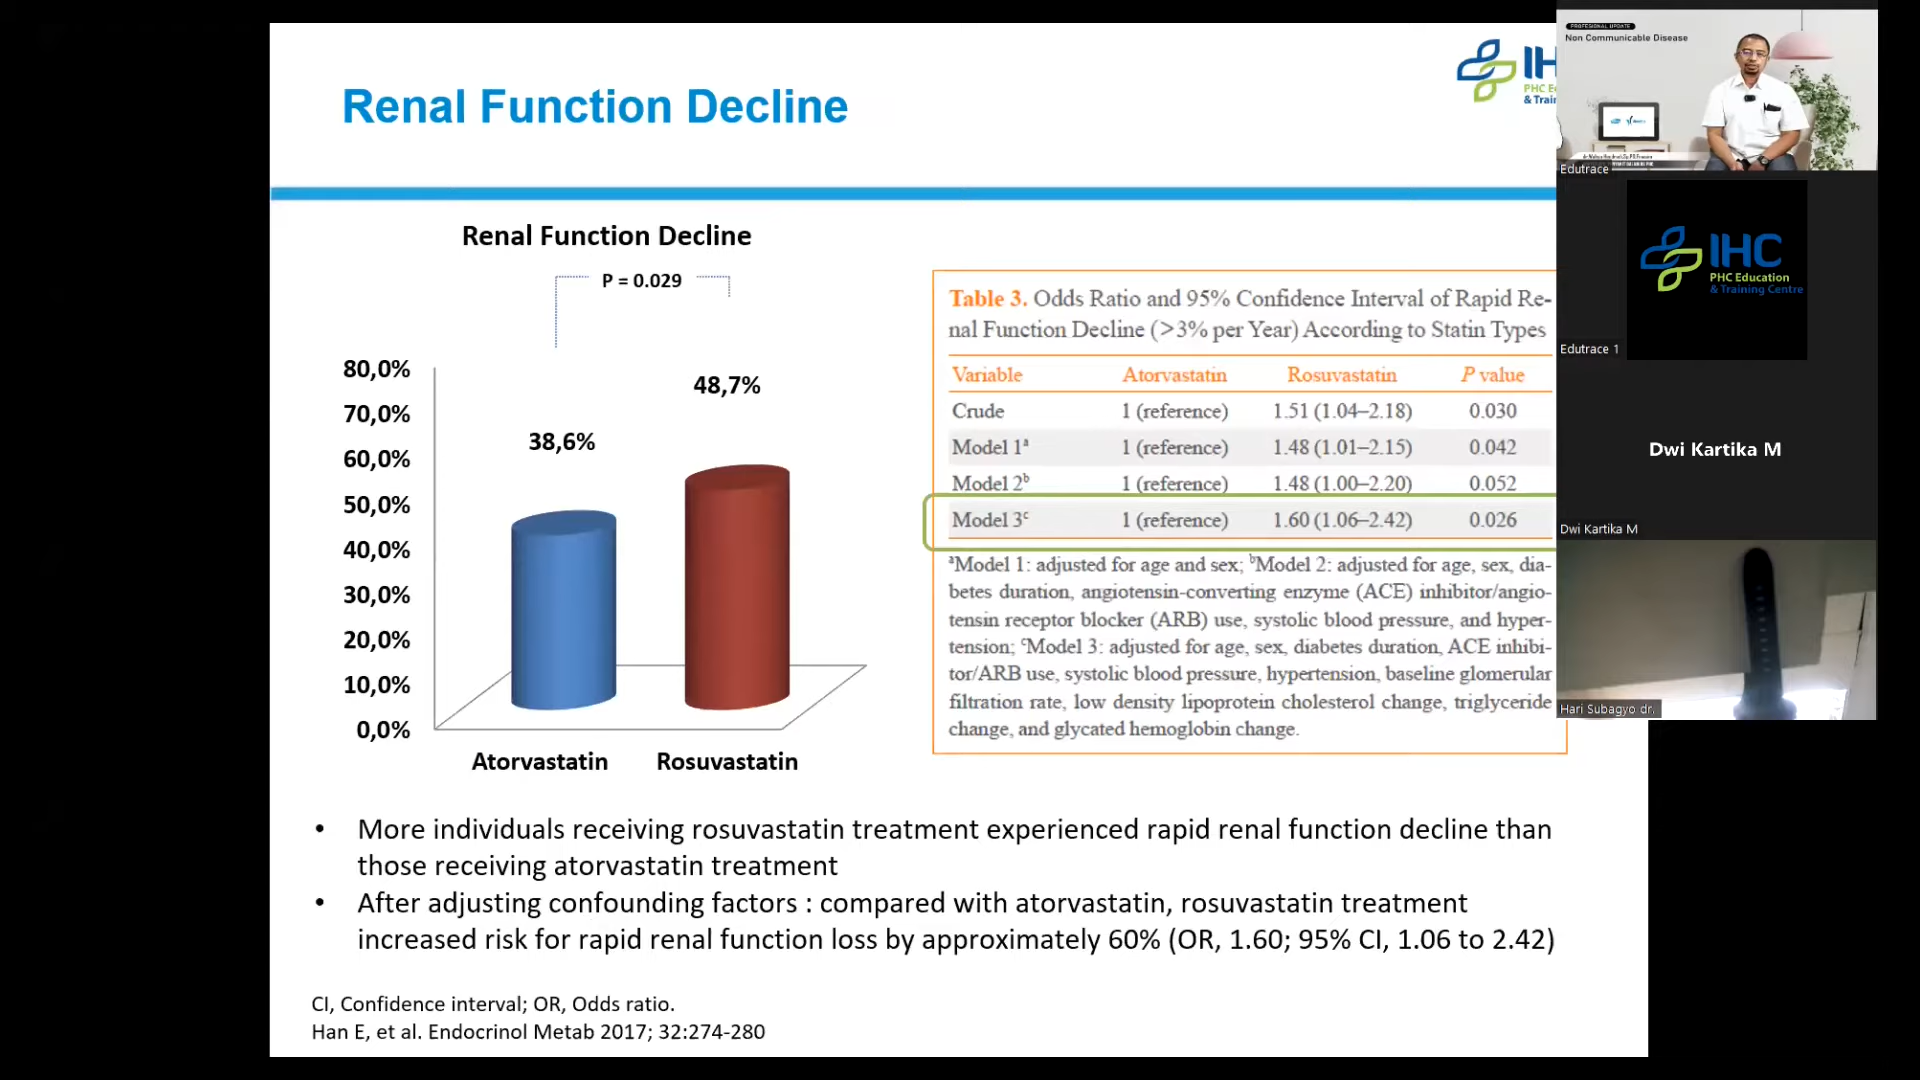 Renal Function Decline
IH
PHC E
& Trai
Renal Function Decline
P = 0.029
80,0%
70,0%
60,0%
50,0%
40,0%
30,0%
20,0%
10,0%
0,0%
38,6%
48,7%
Atorvastatin
Rosuvastatin
Table 3. Odds Ratio and 95% Confidence Interval of Rapid Re-
nal Function Decline (>3% per Year) According to Statin Types
Variable Atorvastatin Rosuvastatin P value
Crude 1 (reference) 1.51 (1.04–2.18) 0.030
Model 1ᵃ 1 (reference) 1.48 (1.01–2.15) 0.042
Model 2ᵇ 1 (reference) 1.48 (1.00–2.20) 0.052
Model 3ᶜ 1 (reference) 1.60 (1.06–2.42) 0.026
ᵃModel 1: adjusted for age and sex; ᵇModel 2: adjusted for age, sex, dia-
betes duration, angiotensin-converting enzyme (ACE) inhibitor/angio-
tensin receptor blocker (ARB) use, systolic blood pressure, and hyper-
tension; ᶜModel 3: adjusted for age, sex, diabetes duration, ACE inhibi-
tor/ARB use, systolic blood pressure, hypertension, baseline glomerular
filtration rate, low density lipoprotein cholesterol change, triglyceride
change, and glycated hemoglobin change.
• More individuals receiving rosuvastatin treatment experienced rapid renal function decline than
those receiving atorvastatin treatment
• After adjusting confounding factors : compared with atorvastatin, rosuvastatin treatment
increased risk for rapid renal function loss by approximately 60% (OR, 1.60; 95% CI, 1.06 to 2.42)
CI, Confidence interval; OR, Odds ratio.
Han E, et al. Endocrinol Metab 2017; 32:274-280
PROFESIONAL UPDATE
Non Communicable Disease
Edutrace
IHC
PHC Education
& Training Centre
Edutrace 1
Dwi Kartika M
Dwi Kartika M
Hari Subagyo dr.